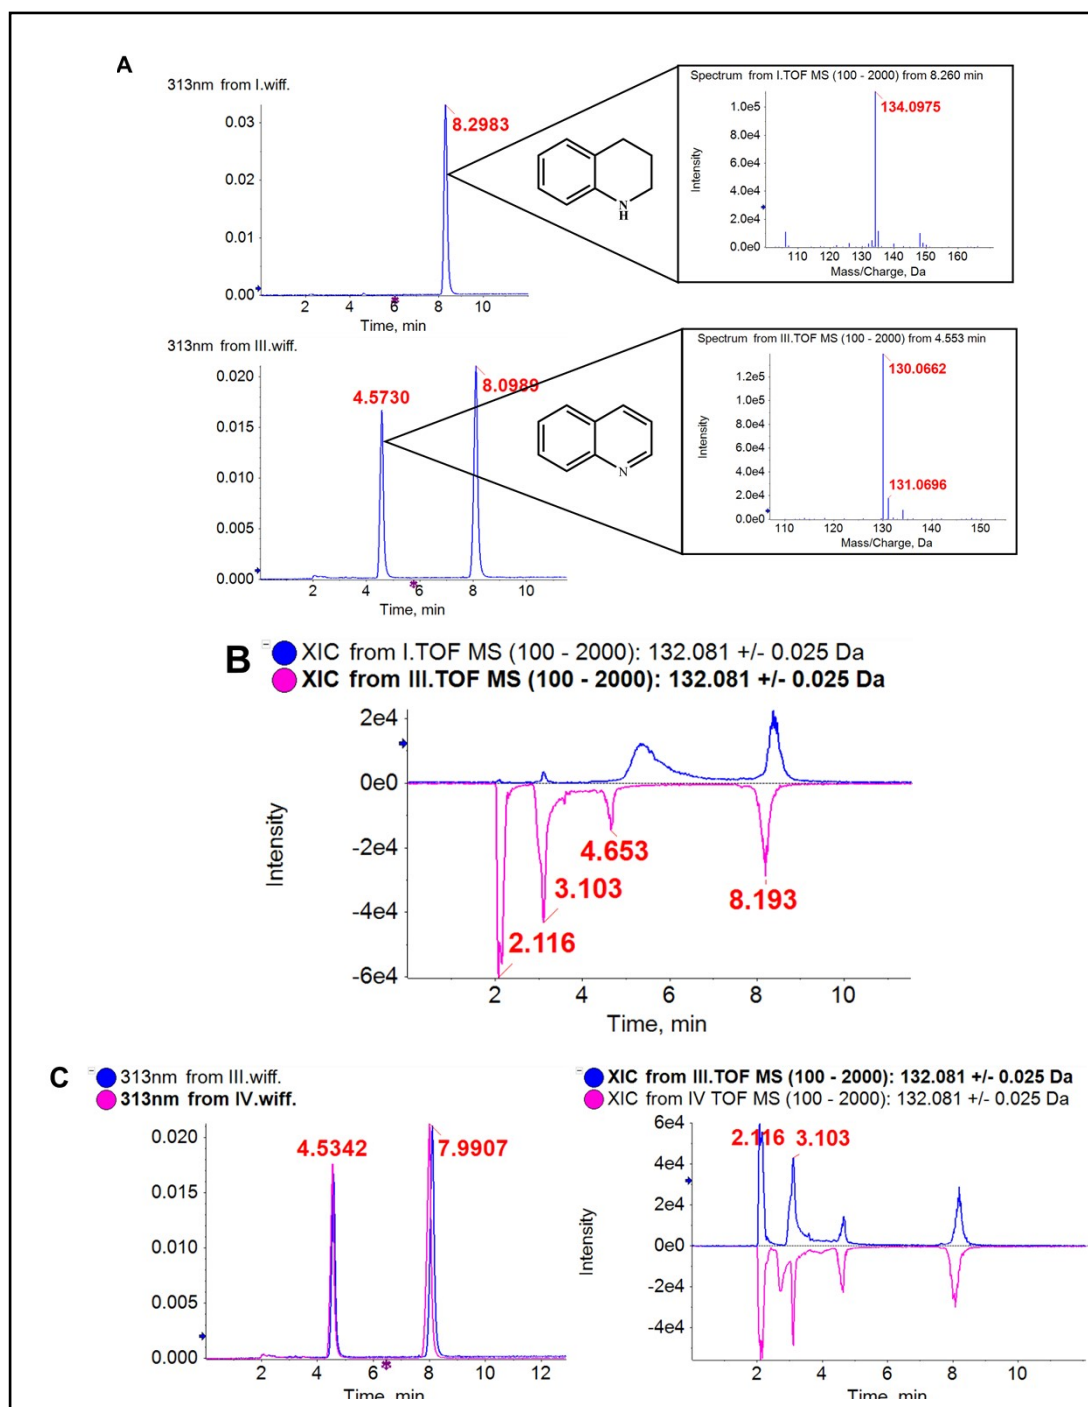 A
313nm from I.wiff.
0.03
0.02
0.01
0.00
8.2983
2 4 6 8 10
Time, min
N
H
Spectrum from I.TOF MS (100 - 2000) from 8.260 min
Intensity
1.0e5
8.0e4
6.0e4
4.0e4
2.0e4
0.0e0
134.0975
110 120 130 140 150 160
Mass/Charge, Da
313nm from III.wiff.
0.020
0.015
0.010
0.005
0.000
4.5730
8.0989
2 4 6 8 10
Time, min
N
Spectrum from III.TOF MS (100 - 2000) from 4.553 min
Intensity
1.2e5
1.0e5
8.0e4
6.0e4
4.0e4
2.0e4
0.0e0
130.0662
131.0696
110 120 130 140 150
Mass/Charge, Da
B
XIC from I.TOF MS (100 - 2000): 132.081 +/- 0.025 Da
XIC from III.TOF MS (100 - 2000): 132.081 +/- 0.025 Da
Intensity
2e4
0e0
-2e4
-4e4
-6e4
4.653
3.103
8.193
2.116
2 4 6 8 10
Time, min
C
313nm from III.wiff.
313nm from IV.wiff.
0.020
0.015
0.010
0.005
0.000
4.5342
7.9907
2 4 6 8 10 12
Time, min
XIC from III.TOF MS (100 - 2000): 132.081 +/- 0.025 Da
XIC from IV TOF MS (100 - 2000): 132.081 +/- 0.025 Da
Intensity
6e4
4e4
2e4
0e0
-2e4
-4e4
2.116 3.103
2 4 6 8 10
Time, min